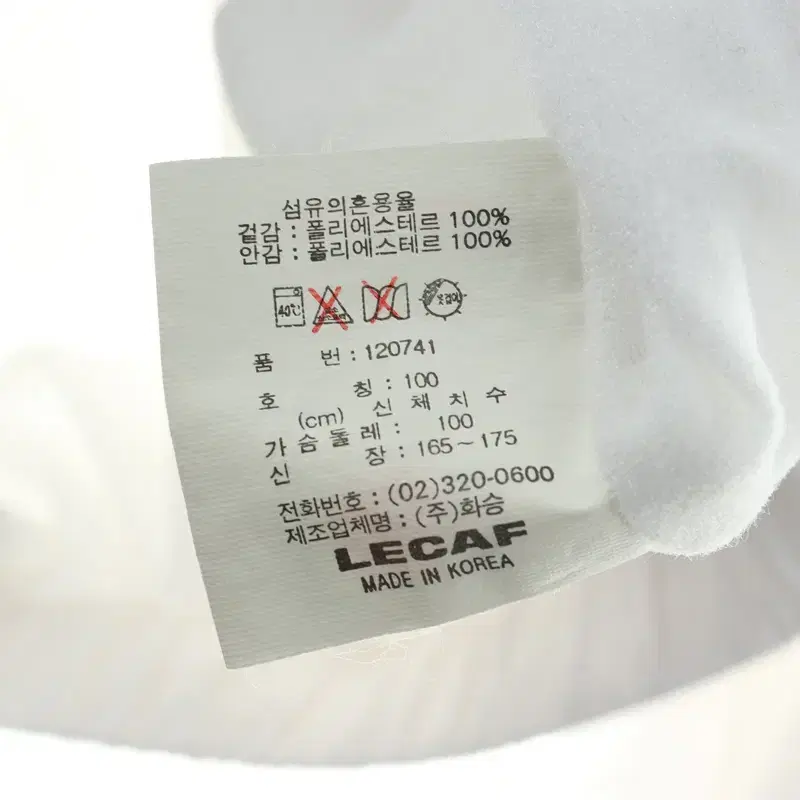 섬유의혼용율
겉감 : 폴리에스테르 100%
안감 : 폴리에스테르 100%
40℃ 옷걸이
품 번 : 120741
호 칭 : 100
(cm) 신 체 치 수
가 슴 둘 레 : 100
신 장 : 165~175
전화번호 : (02)320-0600
제조업체명 : (주)화승
LECAF
MADE IN KOREA